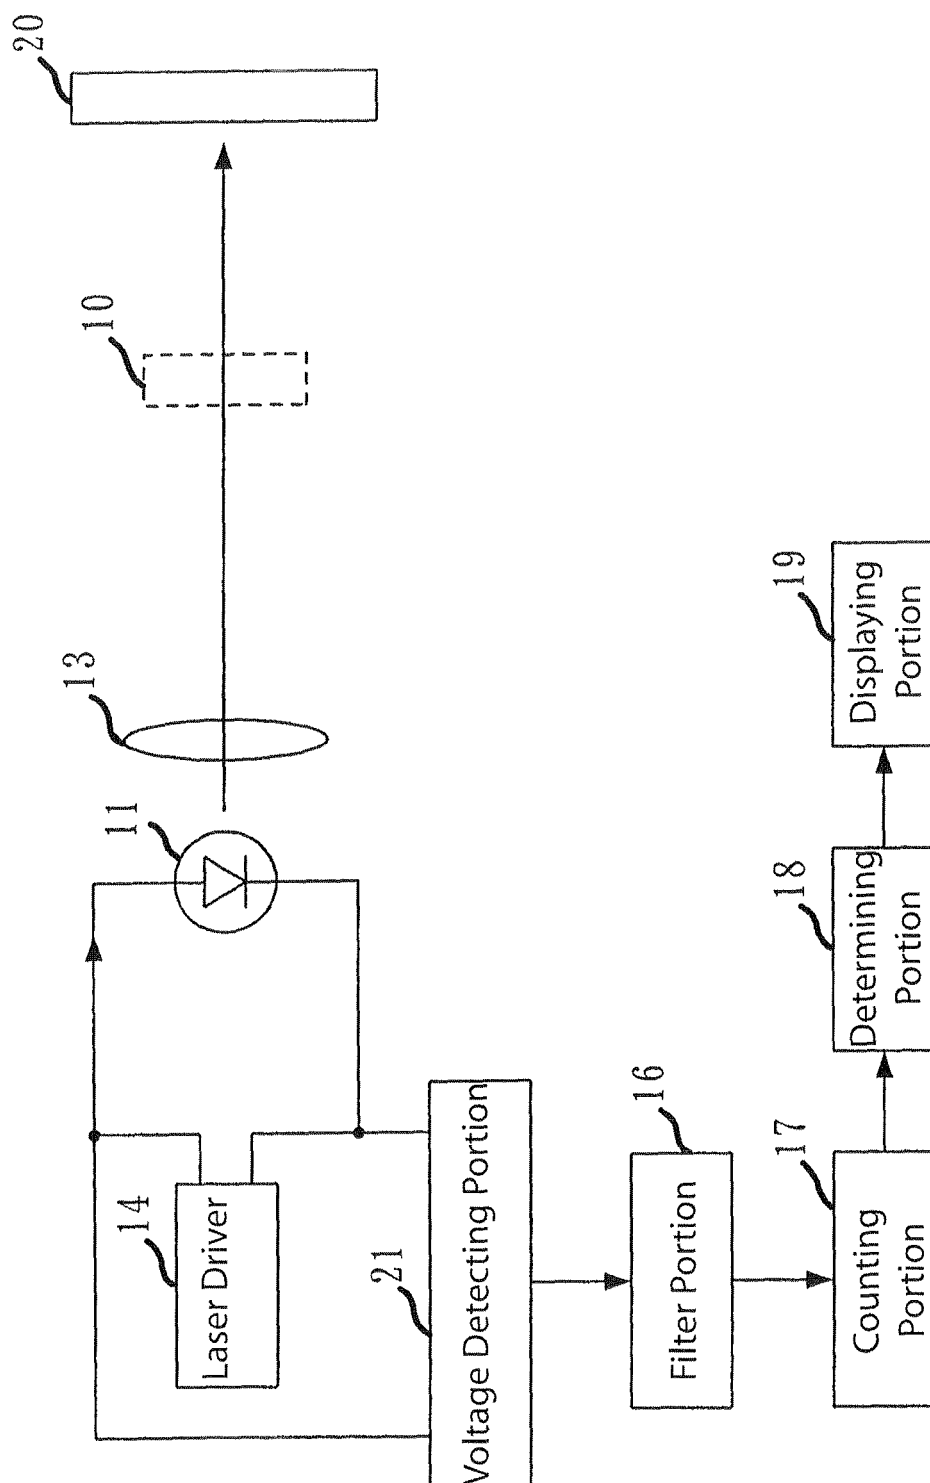 20
10
13
11
14
Laser Driver
21
Voltage Detecting Portion
16
Filter Portion
17
Counting
Portion
18
Determining
Portion
19
Displaying
Portion